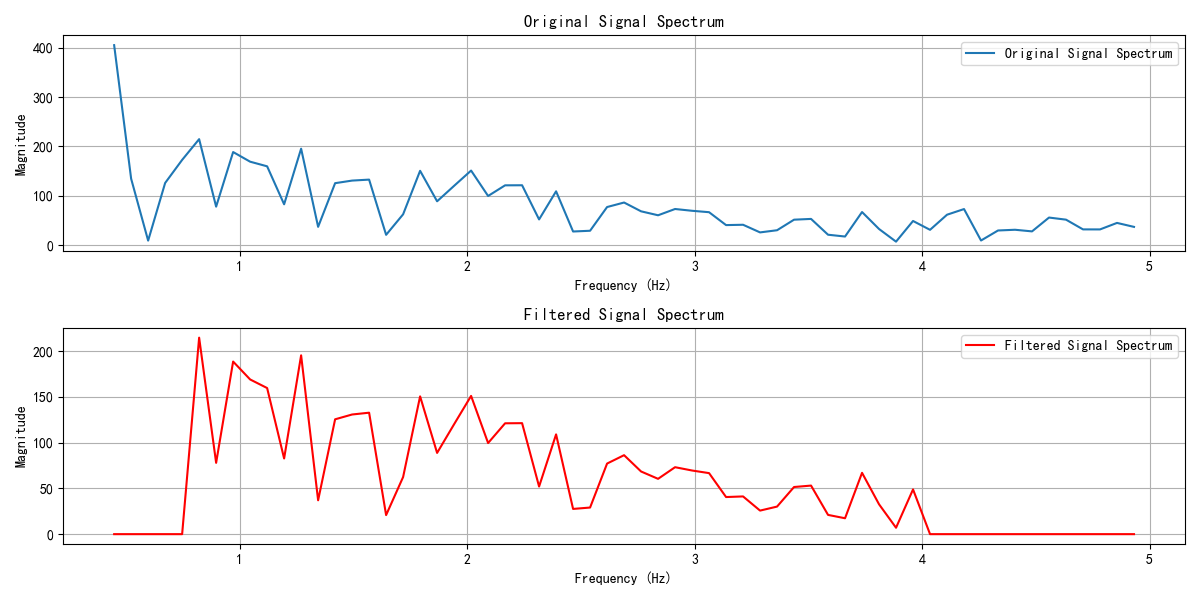 Original Signal Spectrum
Original Signal Spectrum
Magnitude
400
300
200
100
0
1 2 3 4 5
Frequency (Hz)
Filtered Signal Spectrum
Filtered Signal Spectrum
Magnitude
200
150
100
50
0
1 2 3 4 5
Frequency (Hz)